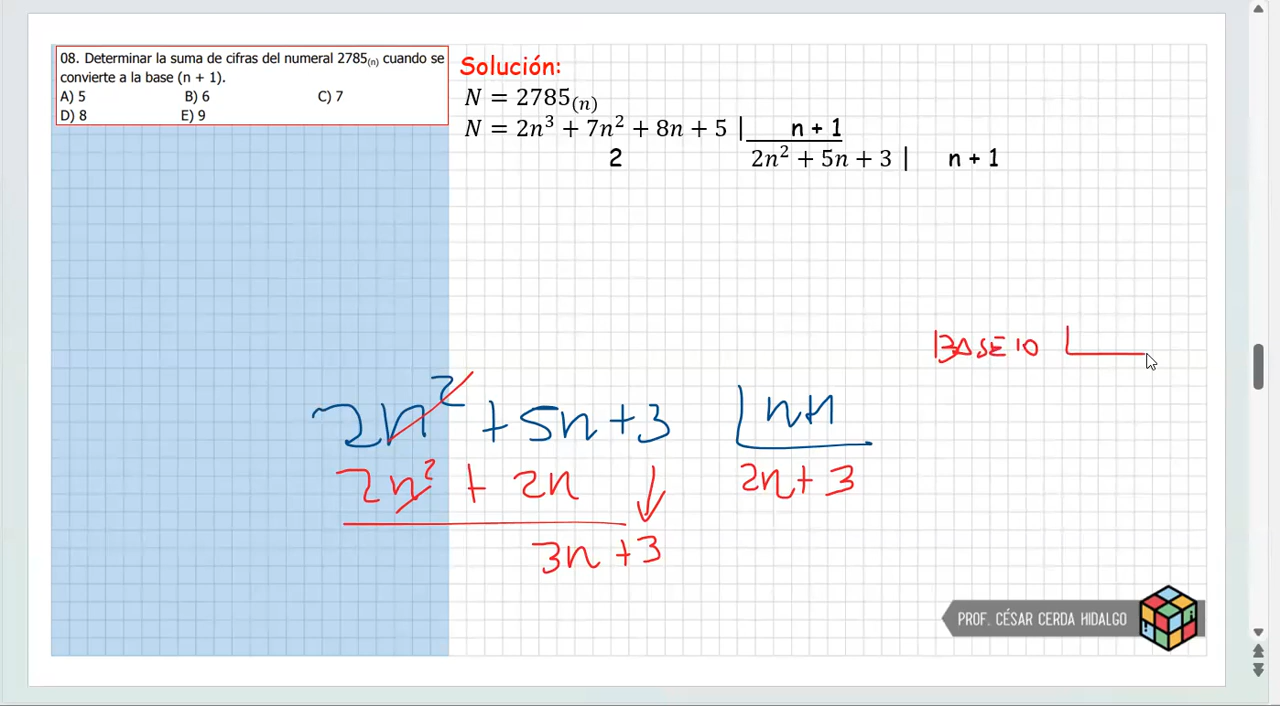 08. Determinar la suma de cifras del numeral 2785₍ₙ₎ cuando se
convierte a la base (n + 1).
A) 5 B) 6 C) 7
D) 8 E) 9
Solución:
N = 2785₍ₙ₎
N = 2n³ + 7n² + 8n + 5 | n + 1
2 2n² + 5n + 3 | n + 1
BASE 10
2n² + 5n + 3 n+1
2n² + 2n 2n + 3
3n + 3
PROF. CÉSAR CERDA HIDALGO